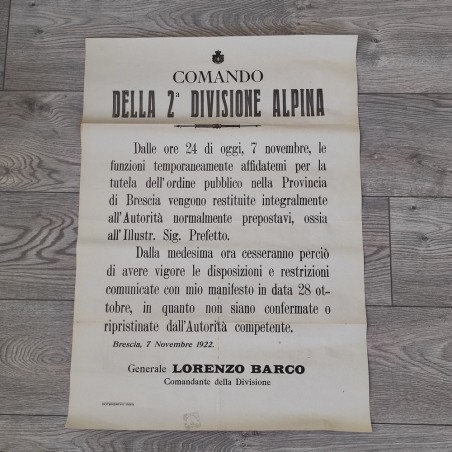 COMANDO
DELLA 2ª DIVISIONE ALPINA
Dalle ore 24 di oggi, 7 novembre, le
funzioni temporaneamente affidatemi per la
tutela dell'ordine pubblico nella Provincia
di Brescia vengono restituite integralmente
all'Autorità normalmente prepostavi, ossia
all'Illustr. Sig. Prefetto.
Dalla medesima ora cesseranno perciò
di avere vigore le disposizioni e restrizioni
comunicate con mio manifesto in data 28 ot-
tobre, in quanto non siano confermate o
ripristinate dall'Autorità competente.
Brescia, 7 Novembre 1922.
Generale LORENZO BARCO
Comandante della Divisione